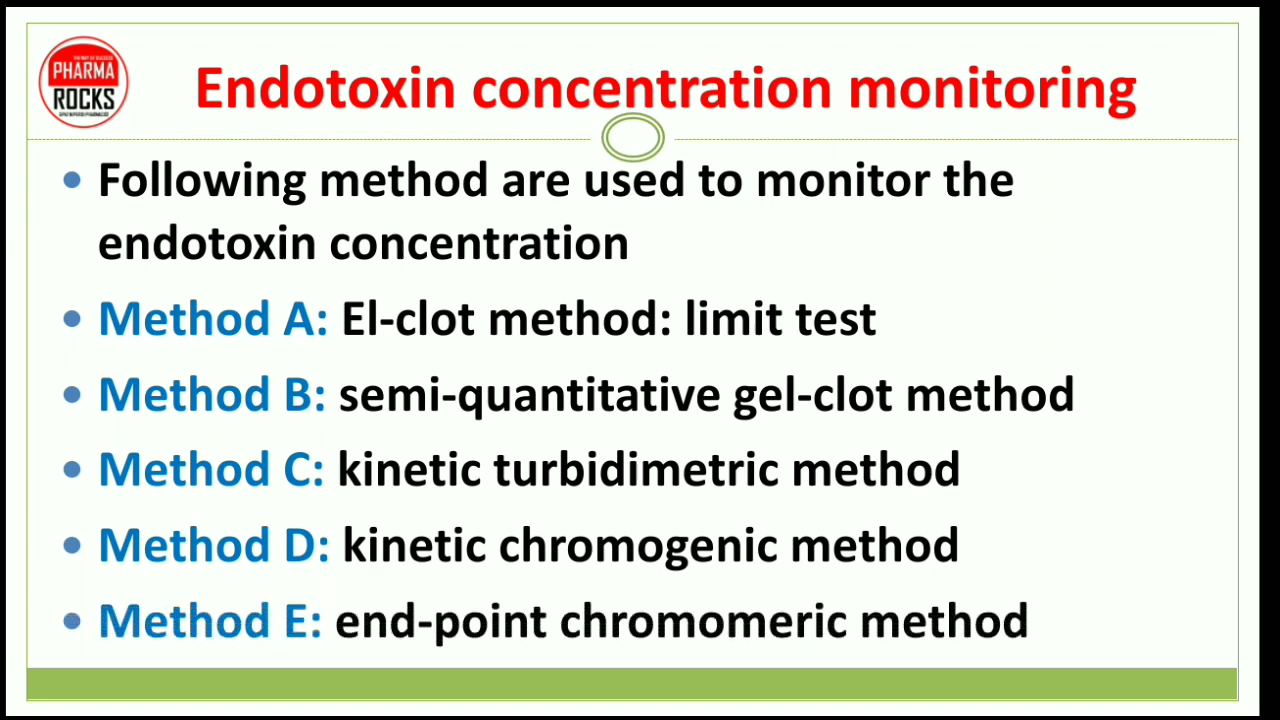 PHARMA
ROCKS
Endotoxin concentration monitoring
• Following method are used to monitor the
endotoxin concentration
• Method A: El-clot method: limit test
• Method B: semi-quantitative gel-clot method
• Method C: kinetic turbidimetric method
• Method D: kinetic chromogenic method
• Method E: end-point chromomeric method